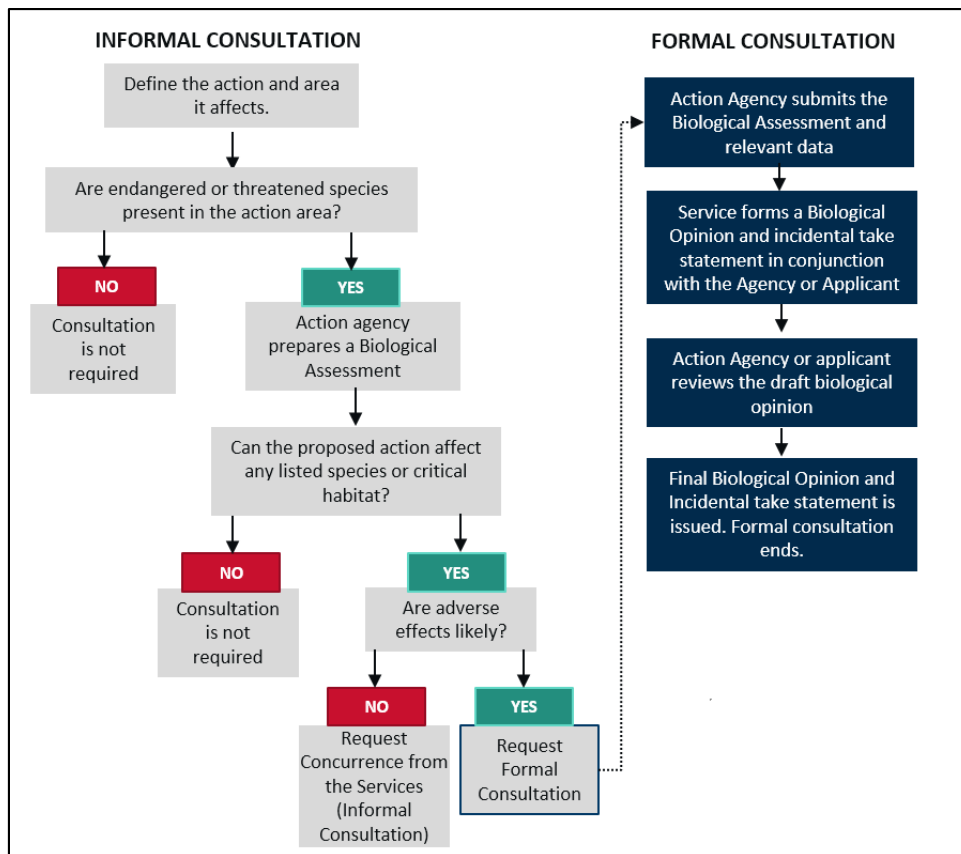 INFORMAL CONSULTATION
Define the action and area
it affects.
Are endangered or threatened species
present in the action area?
NO
Consultation
is not
required
YES
Action agency
prepares a Biological
Assessment
Can the proposed action affect
any listed species or critical
habitat?
NO
Consultation
is not
required
YES
Are adverse
effects likely?
NO
Request
Concurrence from
the Services
(Informal
Consultation)
YES
Request
Formal
Consultation
FORMAL CONSULTATION
Action Agency submits the
Biological Assessment and
relevant data
Service forms a Biological
Opinion and incidental take
statement in conjunction
with the Agency or Applicant
Action Agency or applicant
reviews the draft biological
opinion
Final Biological Opinion and
Incidental take statement is
issued. Formal consultation
ends.